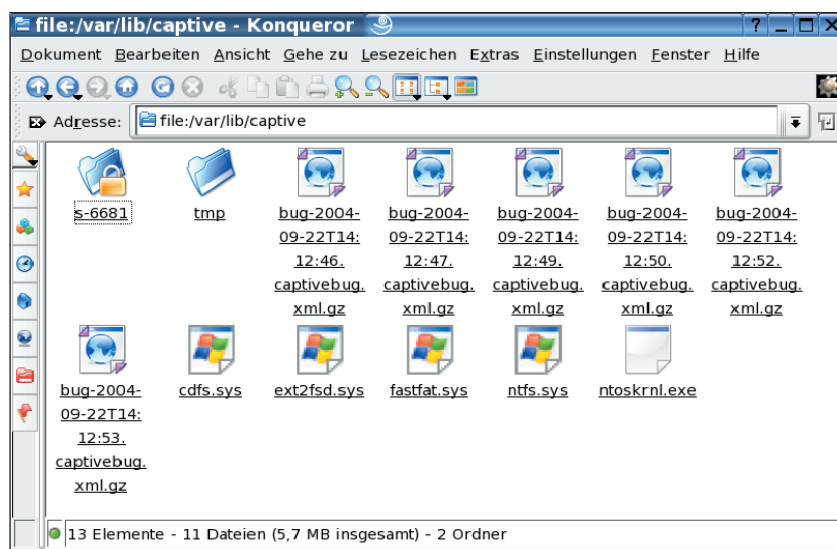 file:/var/lib/captive - Konqueror
Dokument Bearbeiten Ansicht Gehe zu Lesezeichen Extras Einstellungen Fenster Hilfe
Adresse: file:/var/lib/captive
s-6681
tmp
bug-2004-
09-22T14:
12:46.
captivebug.
xml.gz
bug-2004-
09-22T14:
12:47.
captivebug.
xml.gz
bug-2004-
09-22T14:
12:49.
captivebug.
xml.gz
bug-2004-
09-22T14:
12:50.
captivebug.
xml.gz
bug-2004-
09-22T14:
12:52.
captivebug.
xml.gz
bug-2004-
09-22T14:
12:53.
captivebug.
xml.gz
cdfs.sys
ext2fsd.sys
fastfat.sys
ntfs.sys
ntoskrnl.exe
13 Elemente - 11 Dateien (5,7 MB insgesamt) - 2 Ordner